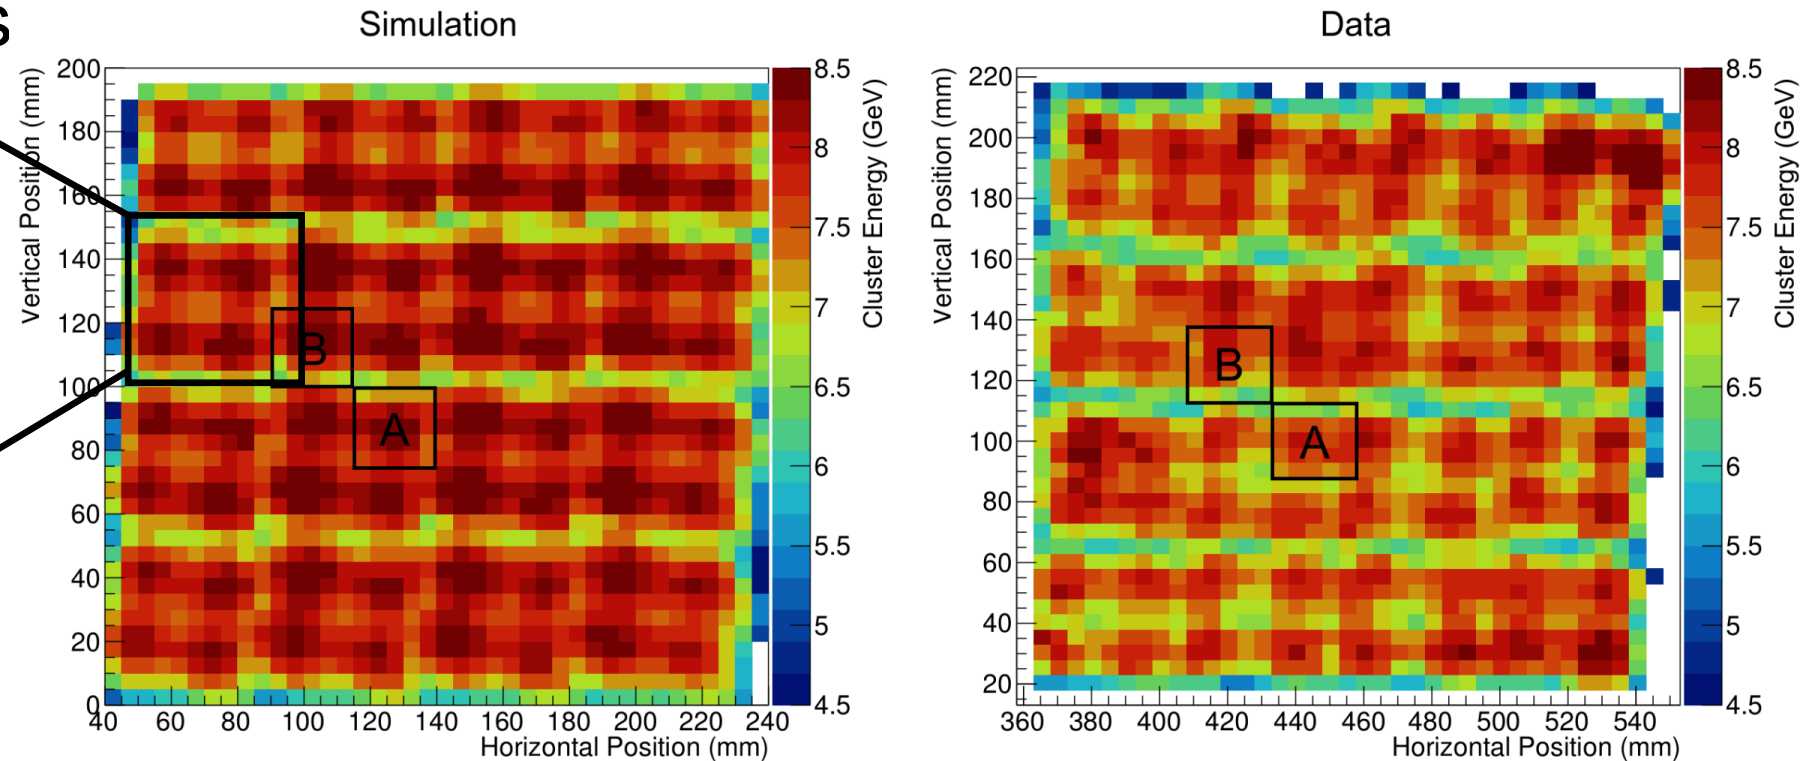 s
Simulation
Data
Vertical Position (mm)
200
180
160
140
120
100
80
60
40
20
0
40 60 80 100 120 140 160 180 200 220 240
Horizontal Position (mm)
B
A
8.5
8
7.5
7
6.5
6
5.5
5
4.5
Cluster Energy (GeV)
Vertical Position (mm)
220
200
180
160
140
120
100
80
60
40
20
360 380 400 420 440 460 480 500 520 540
Horizontal Position (mm)
B
A
8.5
8
7.5
7
6.5
6
5.5
5
4.5
Cluster Energy (GeV)